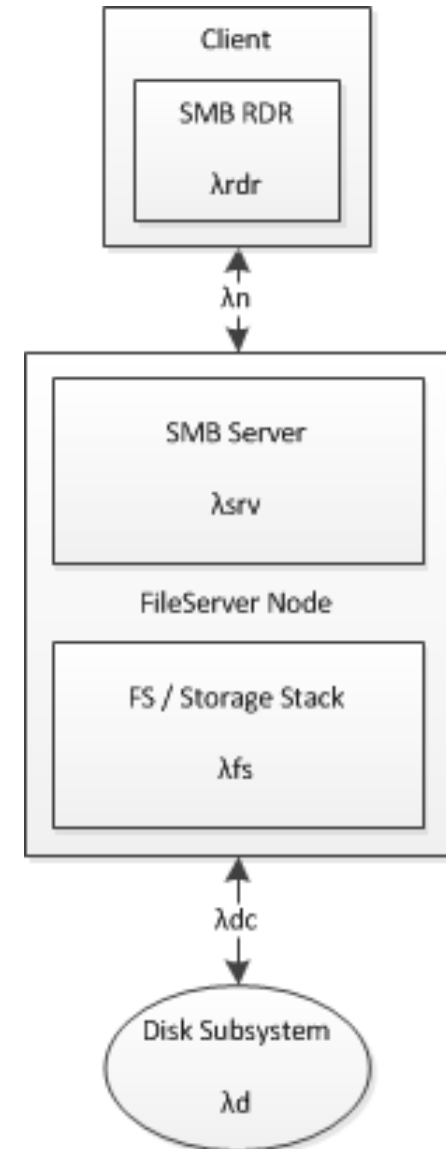 Client
SMB RDR
λrdr
λn
SMB Server
λsrv
FileServer Node
FS / Storage Stack
λfs
λdc
Disk Subsystem
λd